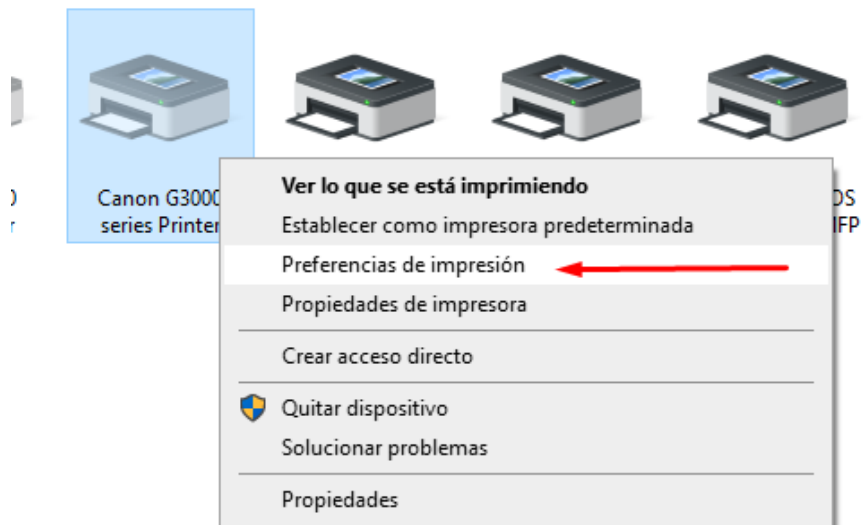 Canon G3000
series Printer
Ver lo que se está imprimiendo
Establecer como impresora predeterminada
Preferencias de impresión
Propiedades de impresora
Crear acceso directo
Quitar dispositivo
Solucionar problemas
Propiedades